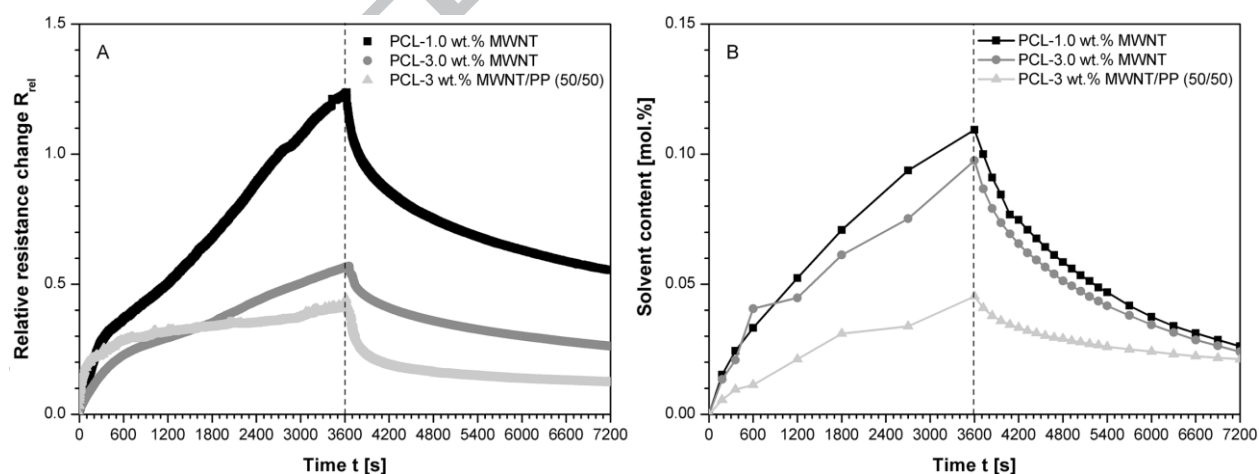 A
PCL-1.0 wt.% MWNT
PCL-3.0 wt.% MWNT
PCL-3 wt.% MWNT/PP (50/50)
Relative resistance change R_rel
1.5
1.0
0.5
0.0
0 600 1200 1800 2400 3000 3600 4200 4800 5400 6000 6600 7200
Time t [s]
B
PCL-1.0 wt.% MWNT
PCL-3.0 wt.% MWNT
PCL-3 wt.% MWNT/PP (50/50)
Solvent content [mol.%]
0.15
0.10
0.05
0.00
0 600 1200 1800 2400 3000 3600 4200 4800 5400 6000 6600 7200
Time t [s]